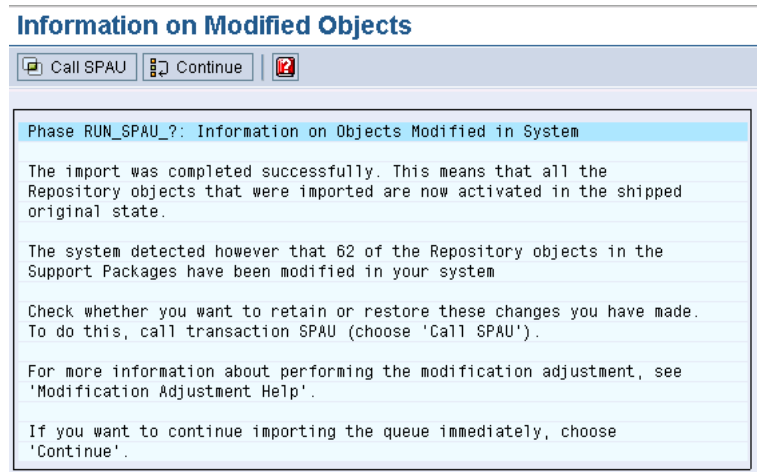 Information on Modified Objects
Call SPAU Continue
Phase RUN_SPAU_?: Information on Objects Modified in System
The import was completed successfully. This means that all the
Repository objects that were imported are now activated in the shipped
original state.
The system detected however that 62 of the Repository objects in the
Support Packages have been modified in your system
Check whether you want to retain or restore these changes you have made.
To do this, call transaction SPAU (choose 'Call SPAU').
For more information about performing the modification adjustment, see
'Modification Adjustment Help'.
If you want to continue importing the queue immediately, choose
'Continue'.